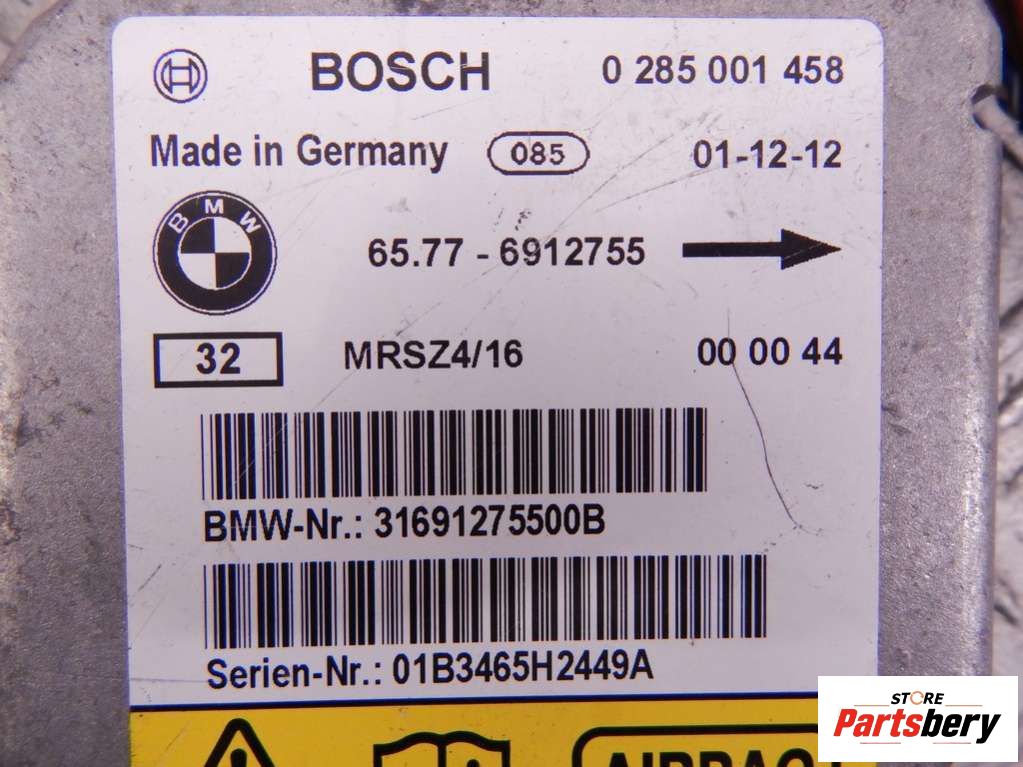 BOSCH 0 285 001 458
Made in Germany 085 01-12-12
BMW
65.77 - 6912755
32 MRSZ4/16 00 00 44
BMW-Nr.: 31691275500B
Serien-Nr.: 01B3465H2449A
AIRBAG
STORE
Partsbery